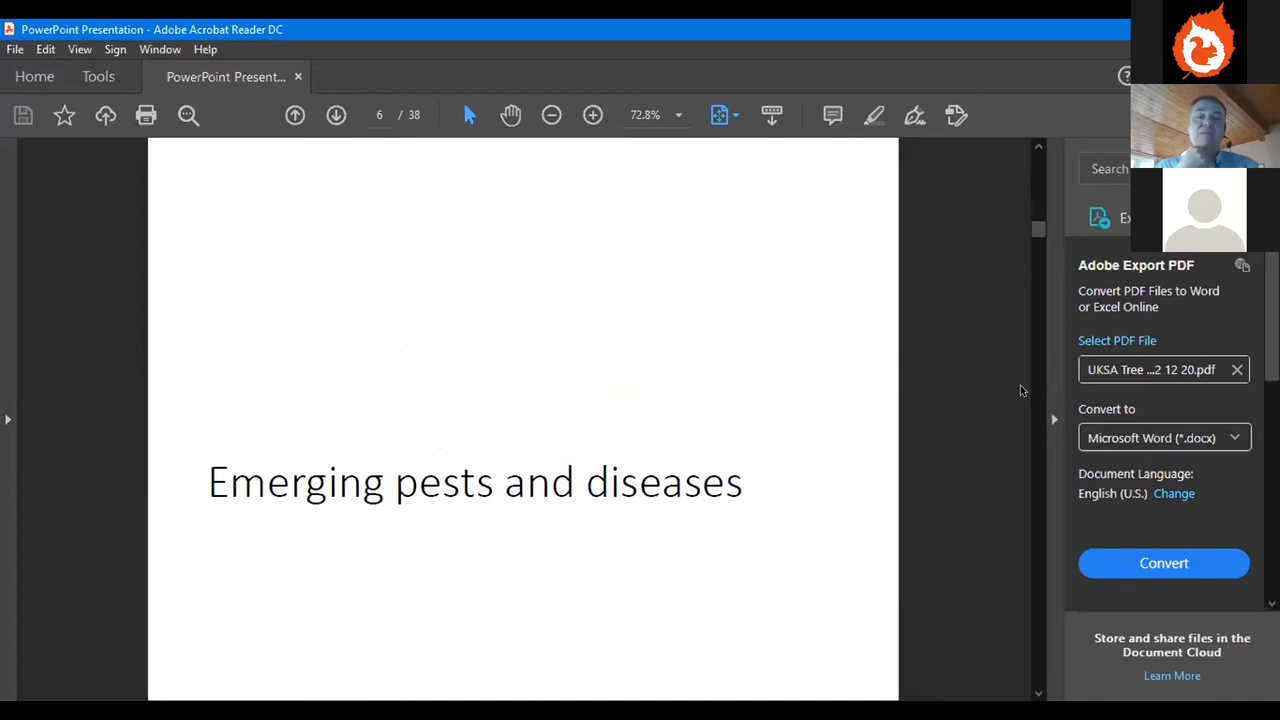 PowerPoint Presentation - Adobe Acrobat Reader DC
File Edit View Sign Window Help
Home Tools PowerPoint Present... ×
6 / 38 72.8%
Search
Adobe Export PDF
Convert PDF Files to Word
or Excel Online
Select PDF File
UKSA Tree ...2 12 20.pdf
Convert to
Microsoft Word (*.docx)
Document Language:
English (U.S.) Change
Convert
Store and share files in the
Document Cloud
Learn More
Emerging pests and diseases